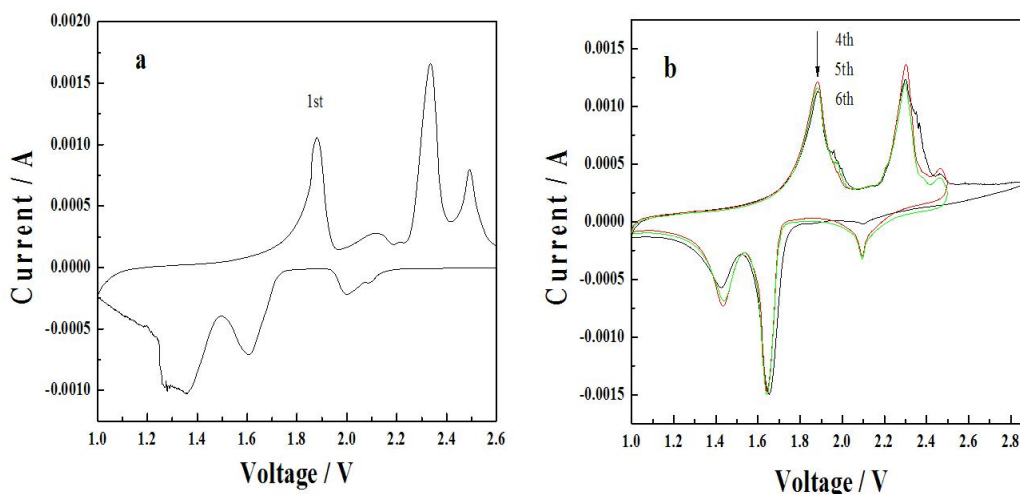 a
1st
0.0020
0.0015
0.0010
0.0005
0.0000
-0.0005
-0.0010
Current / A
1.0 1.2 1.4 1.6 1.8 2.0 2.2 2.4 2.6
Voltage / V
b
4th
5th
6th
0.0015
0.0010
0.0005
0.0000
-0.0005
-0.0010
-0.0015
Current / A
1.0 1.2 1.4 1.6 1.8 2.0 2.2 2.4 2.6 2.8
Voltage / V